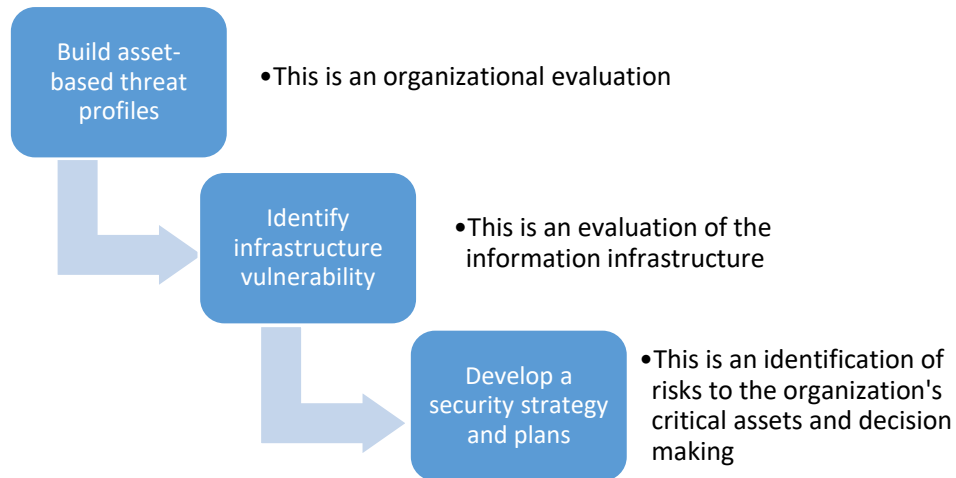 Build asset-
based threat
profiles
•This is an organizational evaluation
Identify
infrastructure
vulnerability
•This is an evaluation of the
information infrastructure
Develop a
security strategy
and plans
•This is an identification of
risks to the organization's
critical assets and decision
making